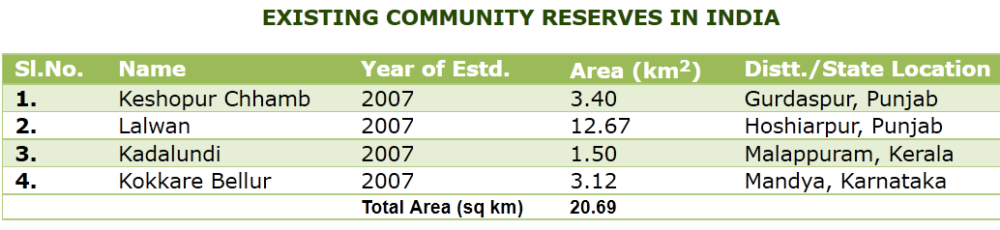 EXISTING COMMUNITY RESERVES IN INDIA
Sl.No. Name Year of Estd. Area (km²) Distt./State Location
1. Keshopur Chhamb 2007 3.40 Gurdaspur, Punjab
2. Lalwan 2007 12.67 Hoshiarpur, Punjab
3. Kadalundi 2007 1.50 Malappuram, Kerala
4. Kokkare Bellur 2007 3.12 Mandya, Karnataka
Total Area (sq km) 20.69